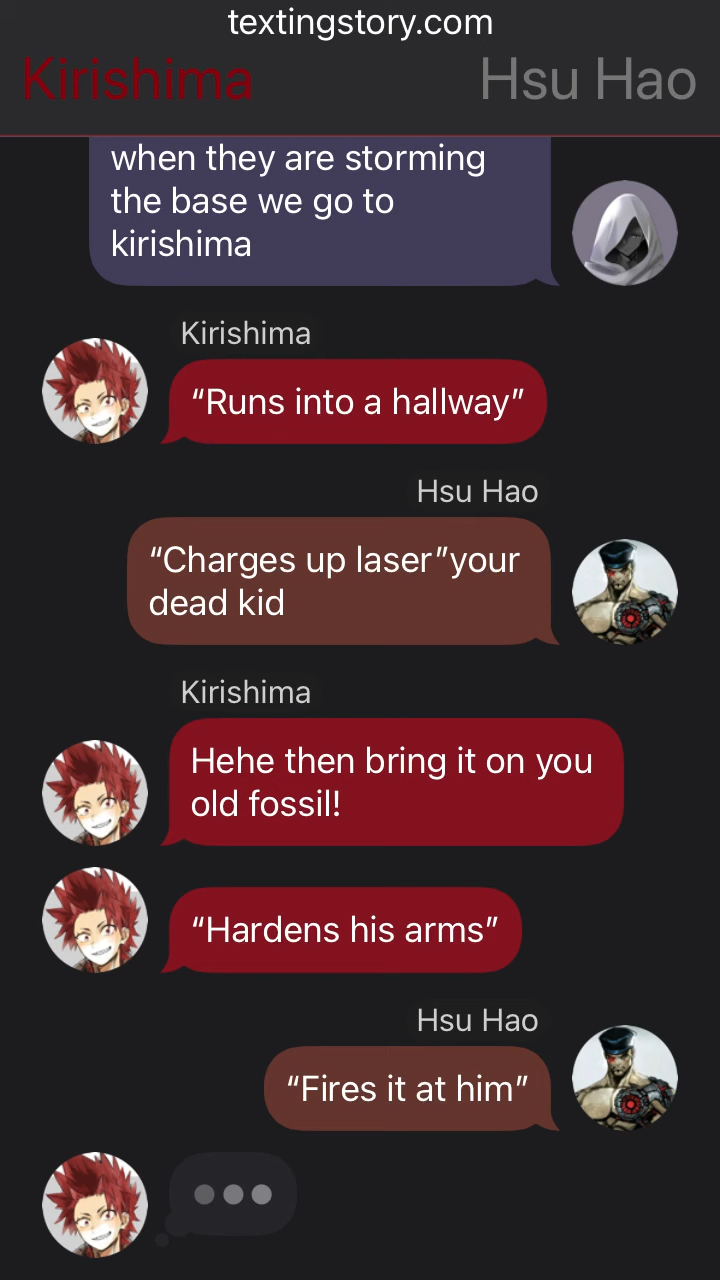 textingstory.com
Kirishima
Hsu Hao
when they are storming
the base we go to
kirishima
Kirishima
“Runs into a hallway”
Hsu Hao
“Charges up laser”your
dead kid
Kirishima
Hehe then bring it on you
old fossil!
“Hardens his arms”
Hsu Hao
“Fires it at him”